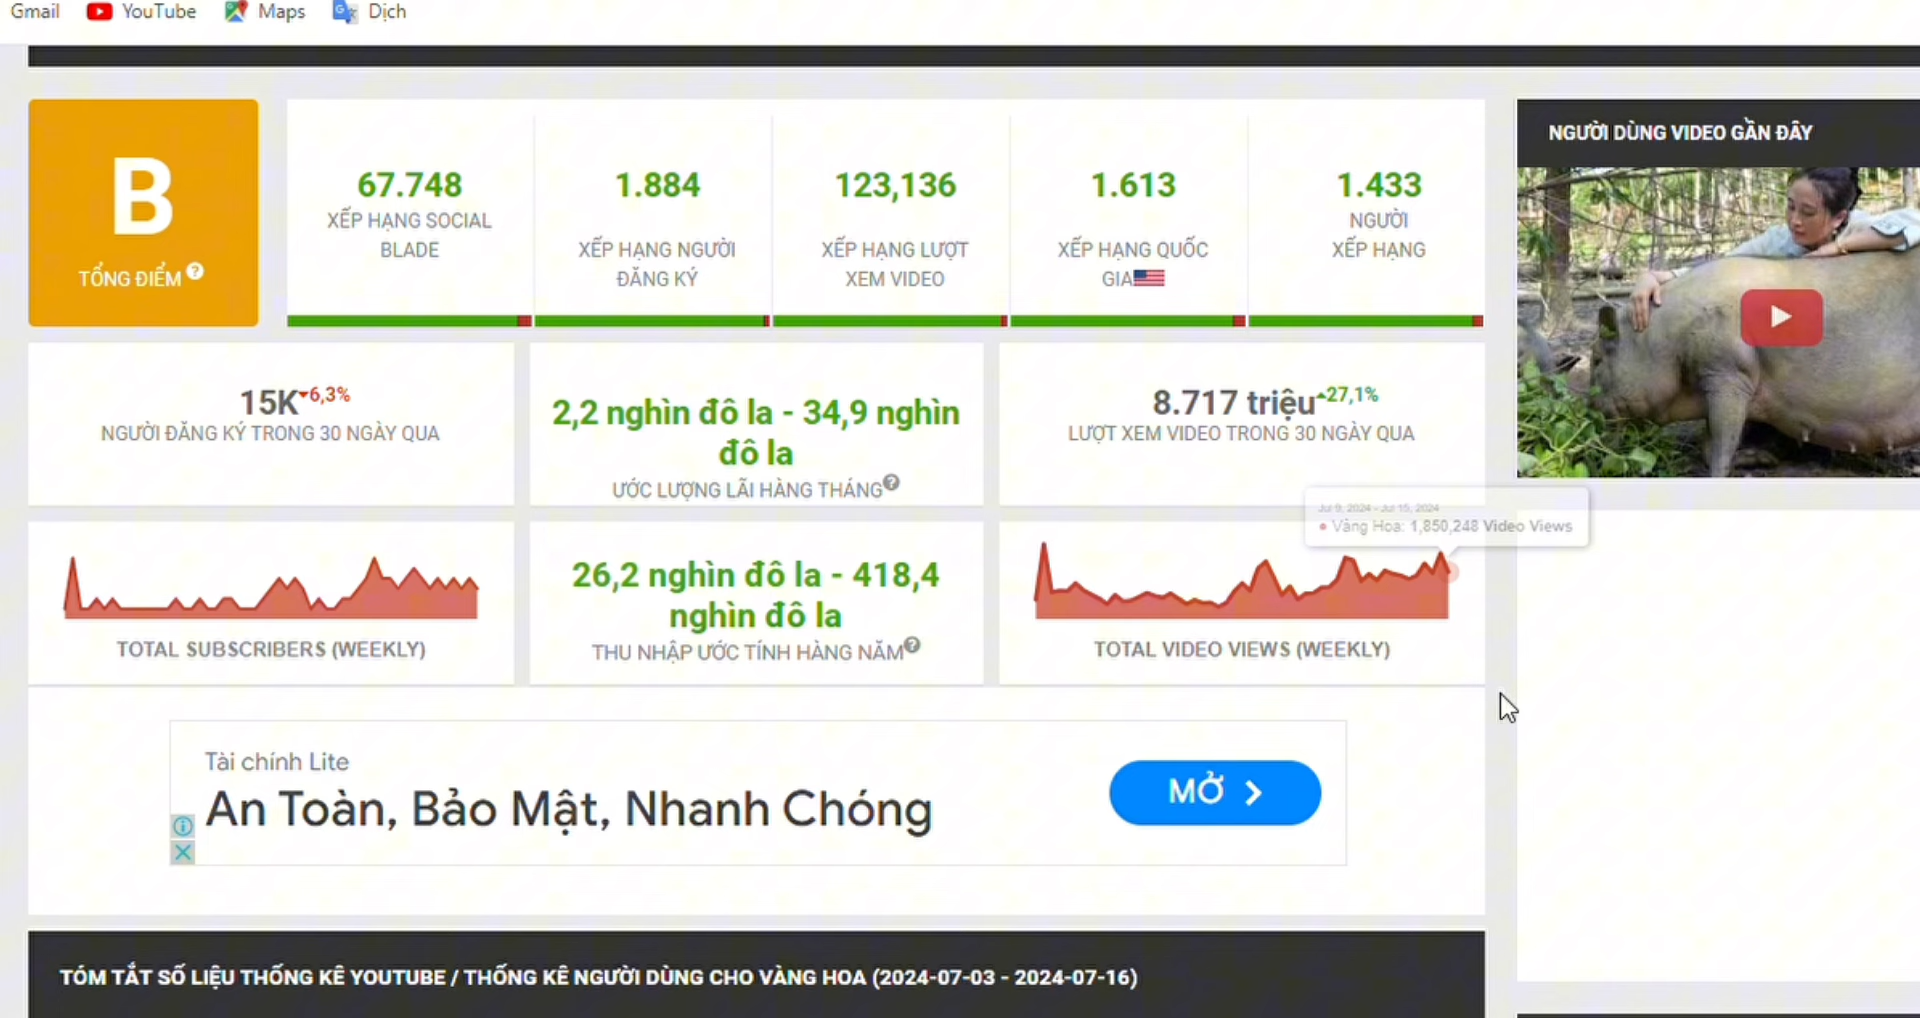 Gmail
YouTube
Maps
Dịch
B
TỔNG ĐIỂM ?
67.748
XẾP HẠNG SOCIAL
BLADE
1.884
XẾP HẠNG NGƯỜI
ĐĂNG KÝ
123,136
XẾP HẠNG LƯỢT
XEM VIDEO
1.613
XẾP HẠNG QUỐC
GIA
1.433
NGƯỜI
XẾP HẠNG
NGƯỜI DÙNG VIDEO GẦN ĐÂY
15K 6,3%
NGƯỜI ĐĂNG KÝ TRONG 30 NGÀY QUA
2,2 nghìn đô la - 34,9 nghìn
đô la
ƯỚC LƯỢNG LÃI HÀNG THÁNG ?
8.717 triệu 27,1%
LƯỢT XEM VIDEO TRONG 30 NGÀY QUA
Jul 9, 2024 - Jul 15, 2024
Vàng Hoa: 1,850,248 Video Views
TOTAL SUBSCRIBERS (WEEKLY)
26,2 nghìn đô la - 418,4
nghìn đô la
THU NHẬP ƯỚC TÍNH HÀNG NĂM ?
TOTAL VIDEO VIEWS (WEEKLY)
Tài chính Lite
An Toàn, Bảo Mật, Nhanh Chóng
MỞ
TÓM TẮT SỐ LIỆU THỐNG KÊ YOUTUBE / THỐNG KÊ NGƯỜI DÙNG CHO VÀNG HOA (2024-07-03 - 2024-07-16)